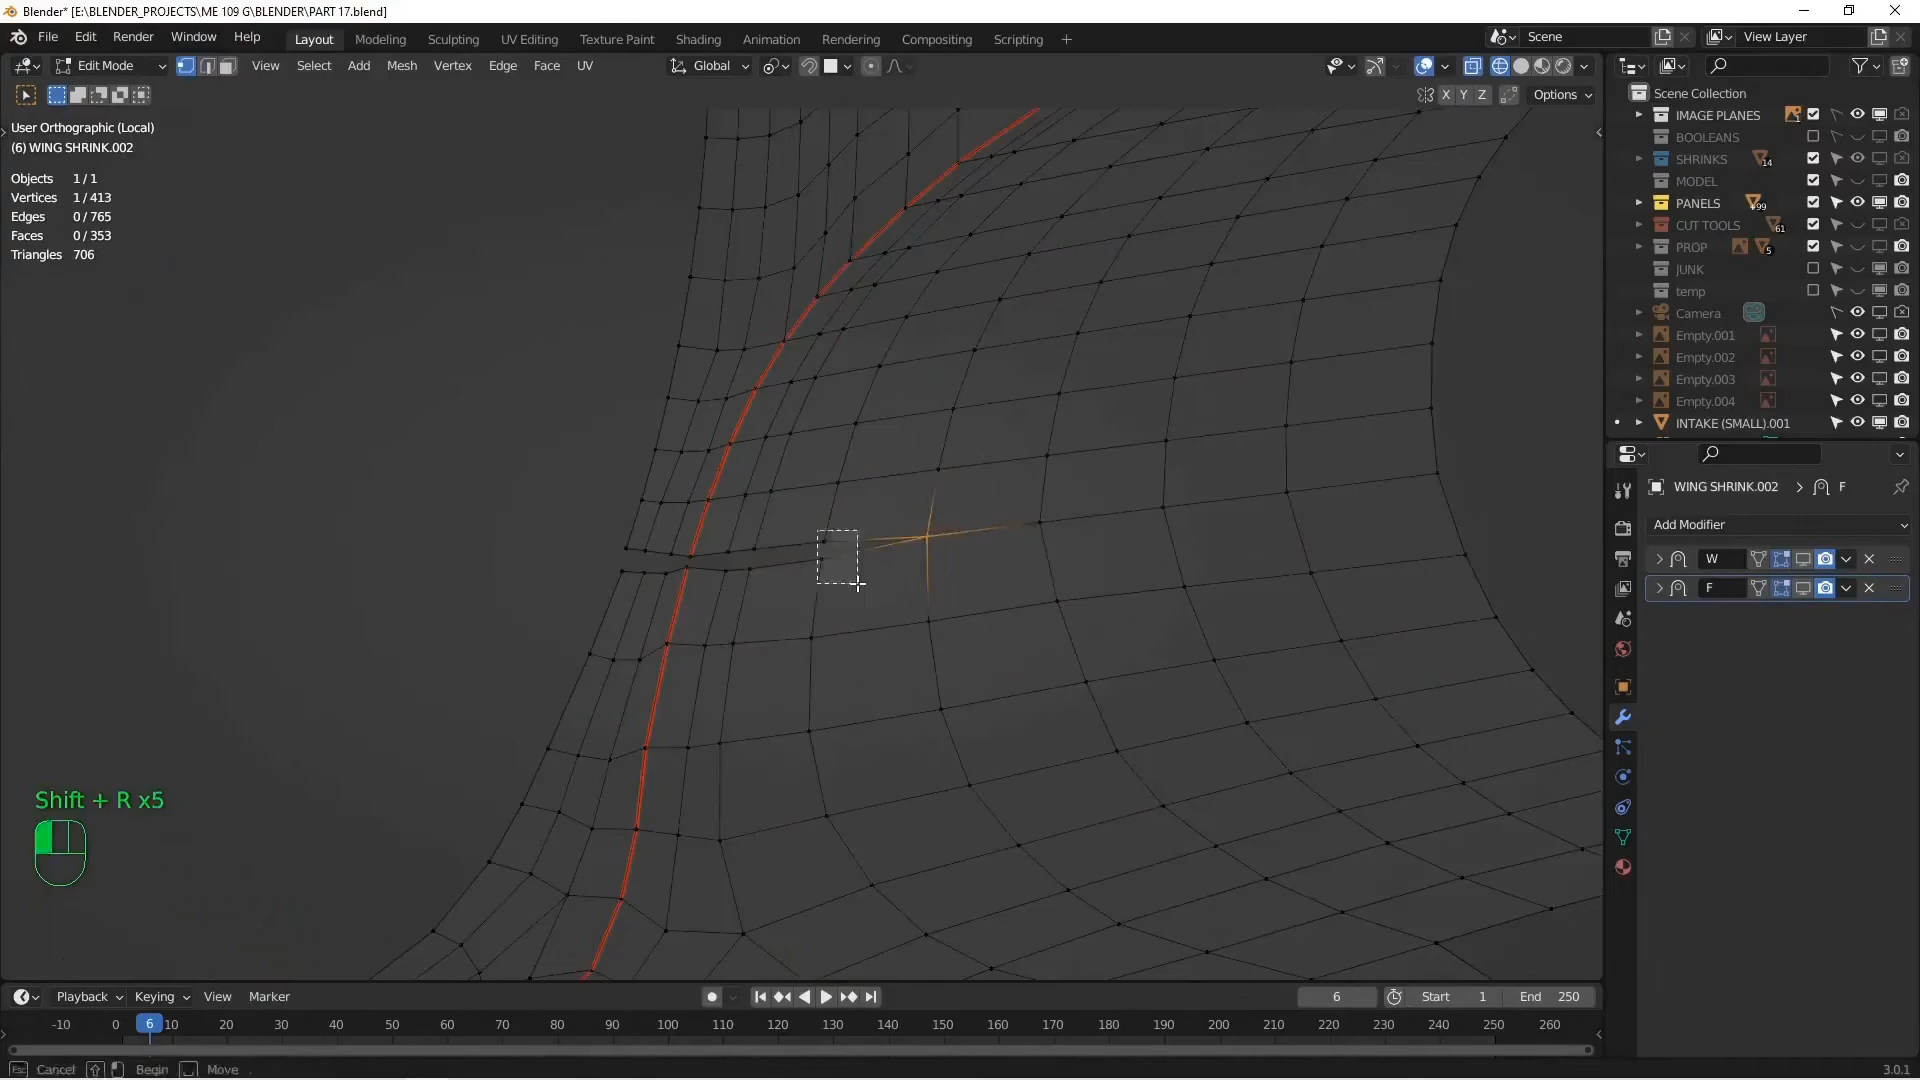 Blender* [E:\BLENDER_PROJECTS\ME 109 G\BLENDER\PART 17.blend]
File Edit Render Window Help Layout Modeling Sculpting UV Editing Texture Paint Shading Animation Rendering Compositing Scripting + Scene View Layer
Edit Mode View Select Add Mesh Vertex Edge Face UV Global
X Y Z Options
User Orthographic (Local)
(6) WING SHRINK.002
Objects 1 / 1
Vertices 1 / 413
Edges 0 / 765
Faces 0 / 353
Triangles 706
Scene Collection
IMAGE PLANES 1
BOOLEANS
SHRINKS 14
MODEL
PANELS +99
CUT TOOLS 61
PROP 5
JUNK
temp
Camera
Empty.001
Empty.002
Empty.003
Empty.004
INTAKE (SMALL).001
WING SHRINK.002 F
Add Modifier
W
F
Shift + R x5
Playback Keying View Marker 6 Start 1 End 250
-10 0 6 10 20 30 40 50 60 70 80 90 100 110 120 130 140 150 160 170 180 190 200 210 220 230 240 250 260
Esc Cancel Begin Move 3.0.1